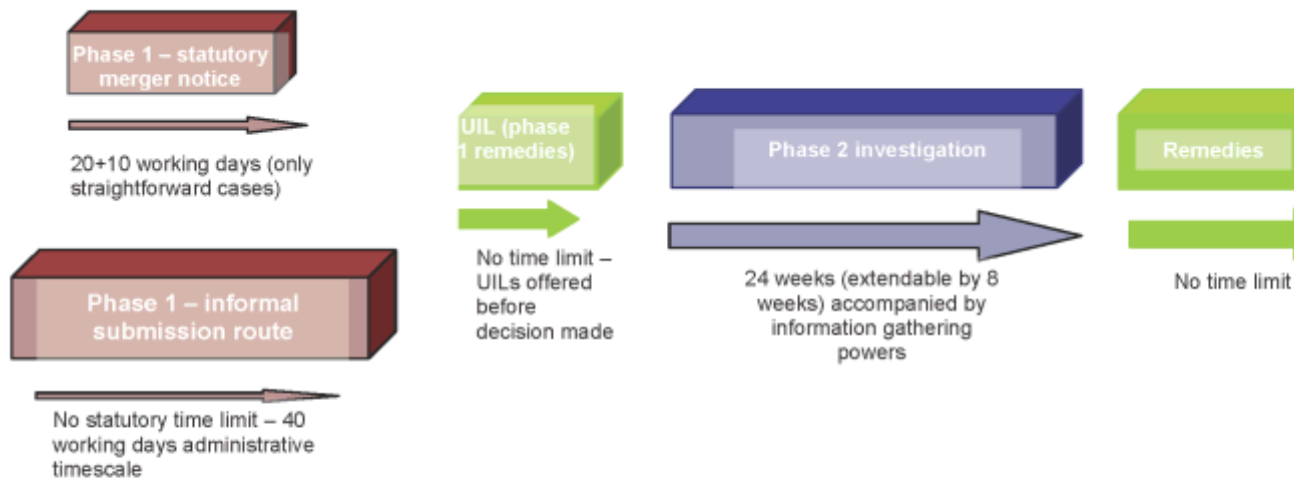 Phase 1 – statutory
merger notice
20+10 working days (only
straightforward cases)
Phase 1 – informal
submission route
No statutory time limit – 40
working days administrative
timescale
UIL (phase
1 remedies)
No time limit –
UILs offered
before
decision made
Phase 2 investigation
24 weeks (extendable by 8
weeks) accompanied by
information gathering
powers
Remedies
No time limit